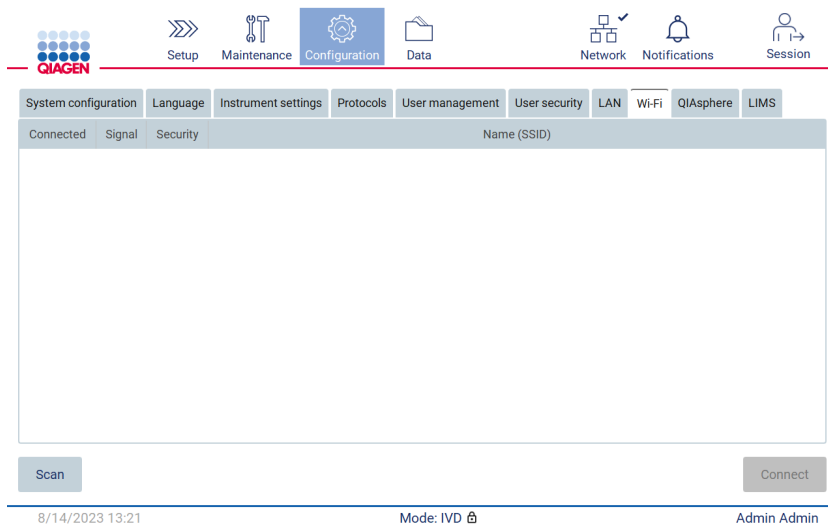 QIAGEN
Setup Maintenance Configuration Data Network Notifications Session
System configuration Language Instrument settings Protocols User management User security LAN Wi-Fi QIAsphere LIMS
Connected Signal Security Name (SSID)
Scan Connect
8/14/2023 13:21 Mode: IVD Admin Admin